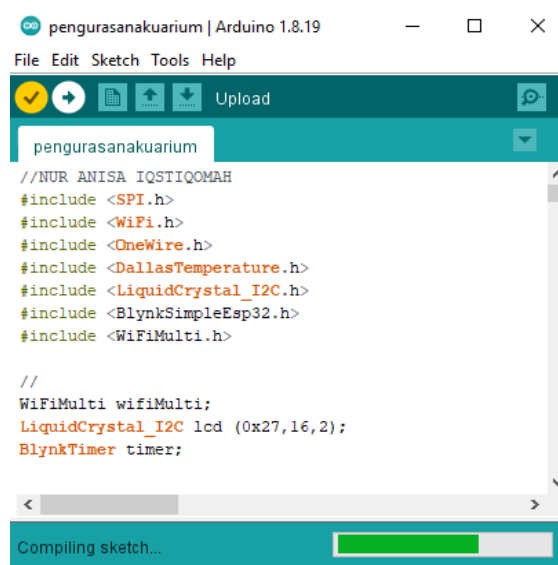 pengurasanakuarium | Arduino 1.8.19
File Edit Sketch Tools Help
Upload
pengurasanakuarium
//NUR ANISA IQSTIQOMAH
#include <SPI.h>
#include <WiFi.h>
#include <OneWire.h>
#include <DallasTemperature.h>
#include <LiquidCrystal_I2C.h>
#include <BlynkSimpleEsp32.h>
#include <WiFiMulti.h>
//
WiFiMulti wifiMulti;
LiquidCrystal_I2C lcd (0x27,16,2);
BlynkTimer timer;
Compiling sketch...